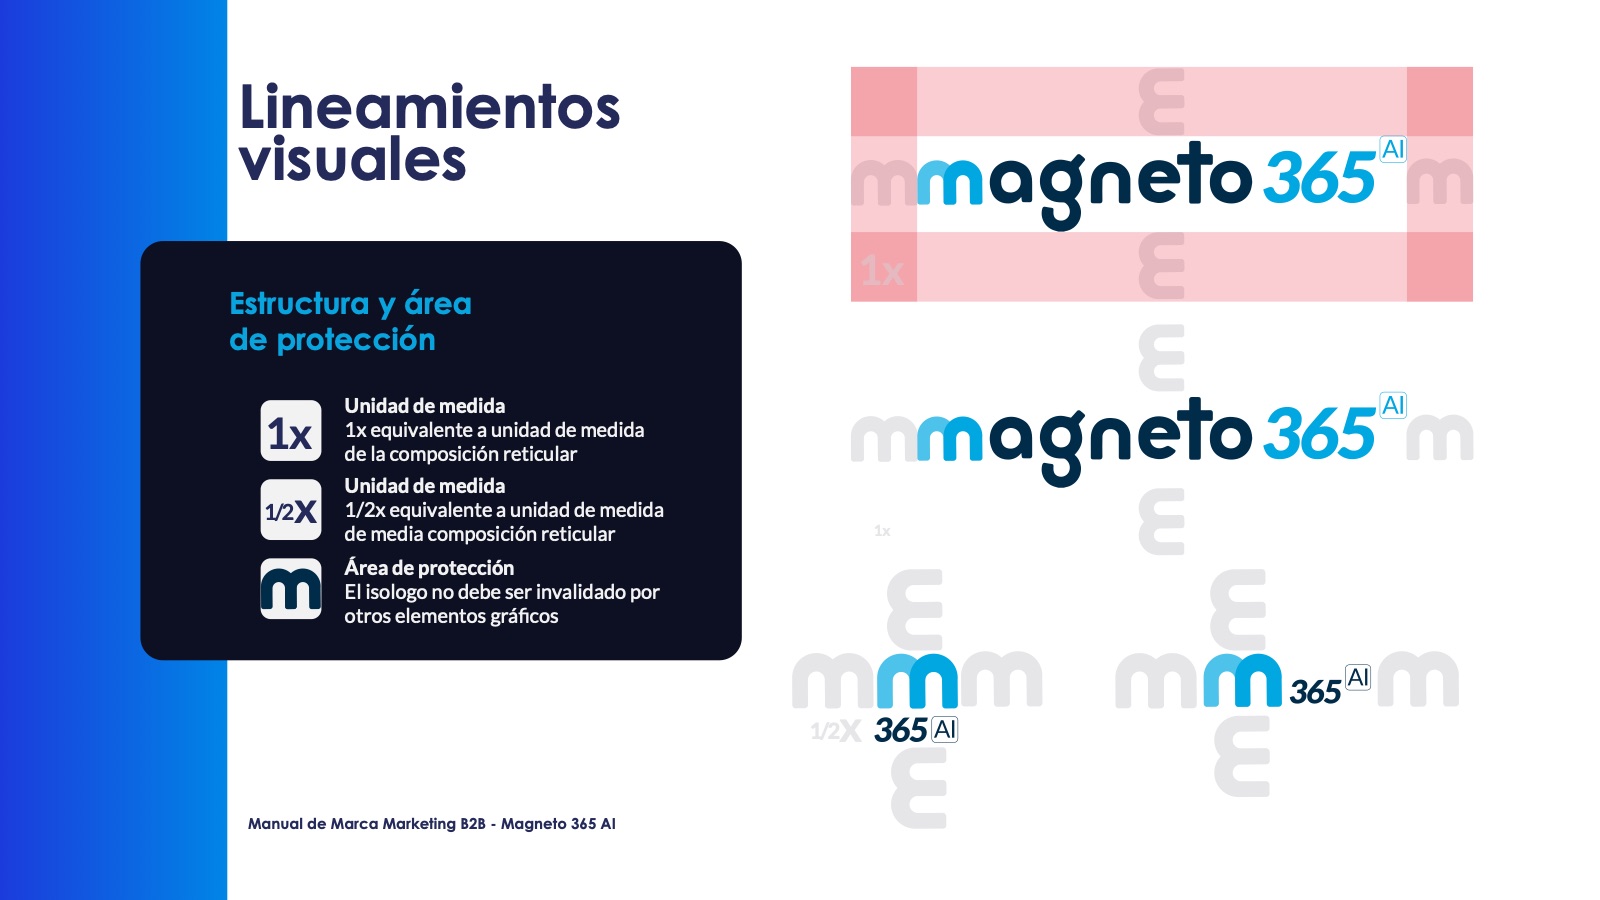 Lineamientos
visuales
Estructura y área
de protección
1x
Unidad de medida
1x equivalente a unidad de medida
de la composición reticular
1/2x
Unidad de medida
1/2x equivalente a unidad de medida
de media composición reticular
m
Área de protección
El isologo no debe ser invalidado por
otros elementos gráficos
Manual de Marca Marketing B2B - Magneto 365 AI
m
m magneto 365 AI m
m
1x
m
m magneto 365 AI m
m
1x
m
m m m
1/2x 365 AI
m
m
m m 365 AI m
m